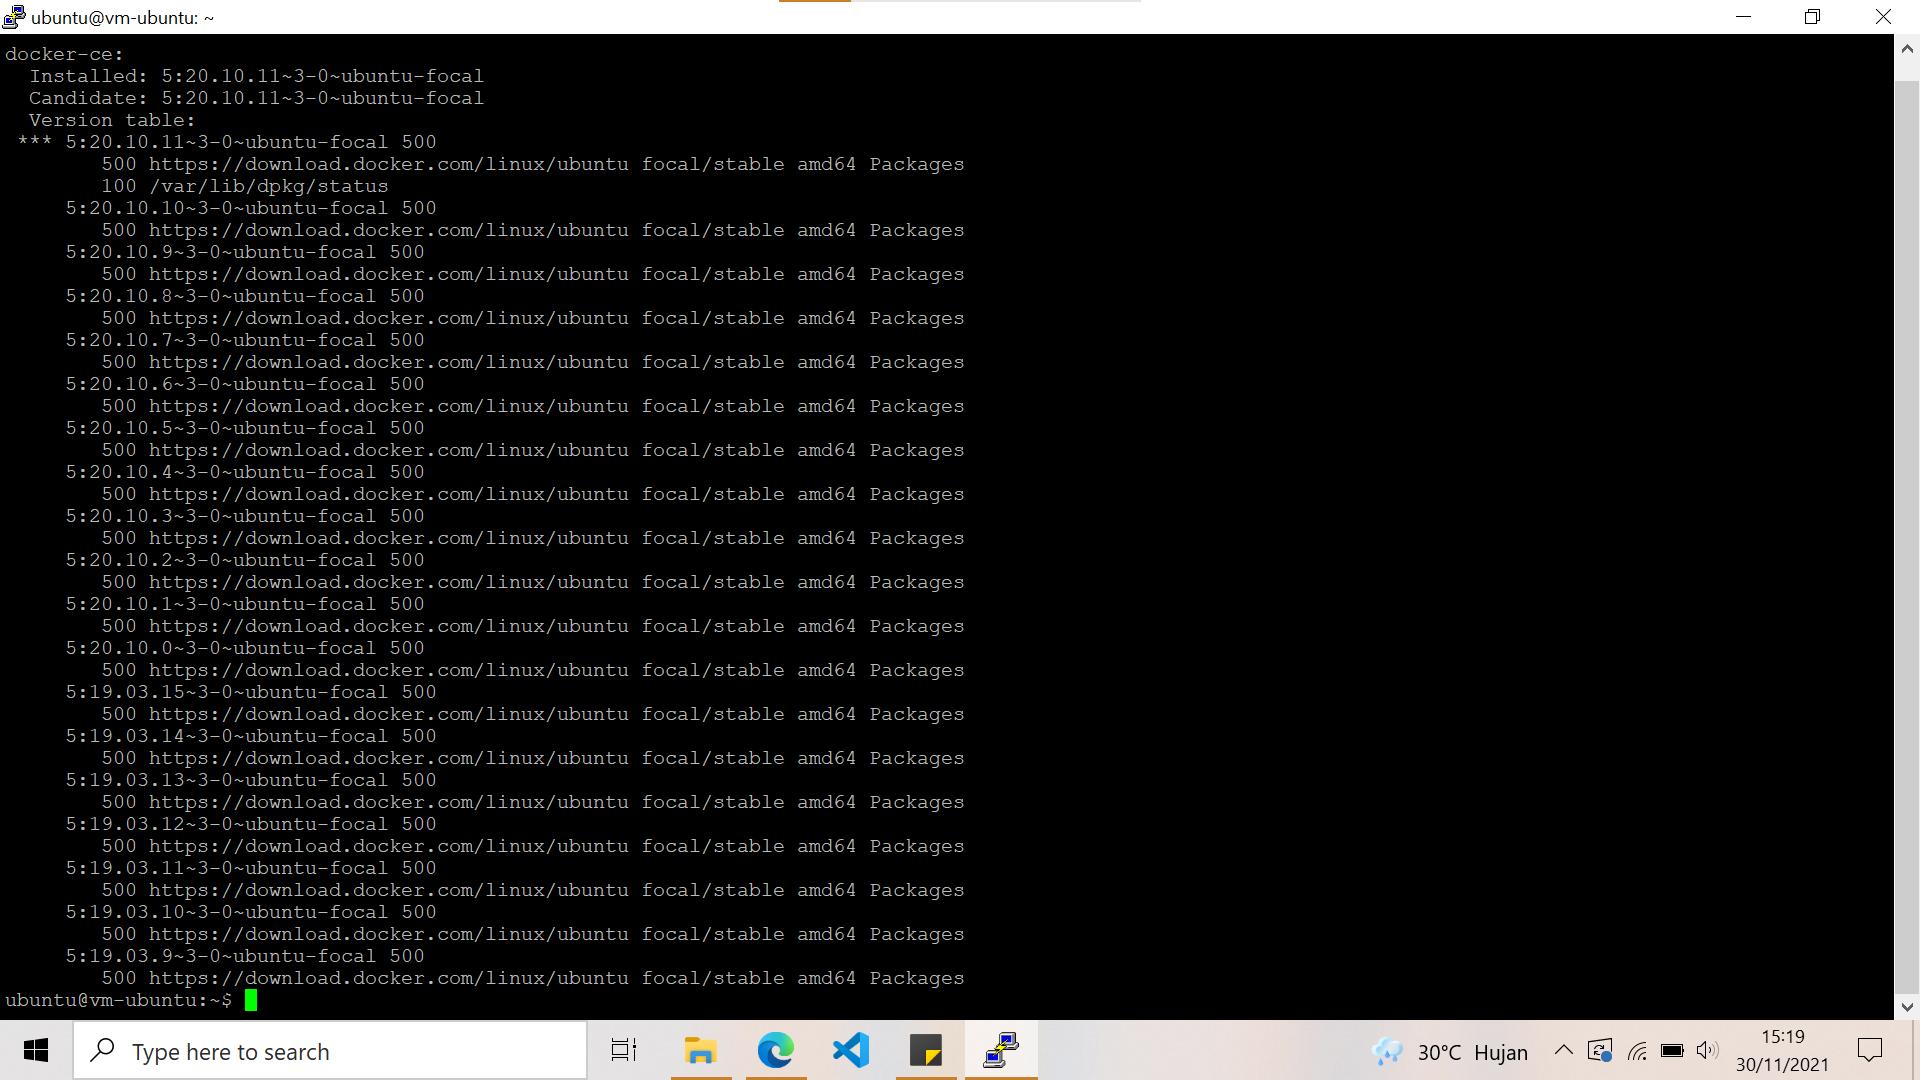 ubuntu@vm-ubuntu: ~
docker-ce:
  Installed: 5:20.10.11~3-0~ubuntu-focal
  Candidate: 5:20.10.11~3-0~ubuntu-focal
  Version table:
 *** 5:20.10.11~3-0~ubuntu-focal 500
        500 https://download.docker.com/linux/ubuntu focal/stable amd64 Packages
        100 /var/lib/dpkg/status
     5:20.10.10~3-0~ubuntu-focal 500
        500 https://download.docker.com/linux/ubuntu focal/stable amd64 Packages
     5:20.10.9~3-0~ubuntu-focal 500
        500 https://download.docker.com/linux/ubuntu focal/stable amd64 Packages
     5:20.10.8~3-0~ubuntu-focal 500
        500 https://download.docker.com/linux/ubuntu focal/stable amd64 Packages
     5:20.10.7~3-0~ubuntu-focal 500
        500 https://download.docker.com/linux/ubuntu focal/stable amd64 Packages
     5:20.10.6~3-0~ubuntu-focal 500
        500 https://download.docker.com/linux/ubuntu focal/stable amd64 Packages
     5:20.10.5~3-0~ubuntu-focal 500
        500 https://download.docker.com/linux/ubuntu focal/stable amd64 Packages
     5:20.10.4~3-0~ubuntu-focal 500
        500 https://download.docker.com/linux/ubuntu focal/stable amd64 Packages
     5:20.10.3~3-0~ubuntu-focal 500
        500 https://download.docker.com/linux/ubuntu focal/stable amd64 Packages
     5:20.10.2~3-0~ubuntu-focal 500
        500 https://download.docker.com/linux/ubuntu focal/stable amd64 Packages
     5:20.10.1~3-0~ubuntu-focal 500
        500 https://download.docker.com/linux/ubuntu focal/stable amd64 Packages
     5:20.10.0~3-0~ubuntu-focal 500
        500 https://download.docker.com/linux/ubuntu focal/stable amd64 Packages
     5:19.03.15~3-0~ubuntu-focal 500
        500 https://download.docker.com/linux/ubuntu focal/stable amd64 Packages
     5:19.03.14~3-0~ubuntu-focal 500
        500 https://download.docker.com/linux/ubuntu focal/stable amd64 Packages
     5:19.03.13~3-0~ubuntu-focal 500
        500 https://download.docker.com/linux/ubuntu focal/stable amd64 Packages
     5:19.03.12~3-0~ubuntu-focal 500
        500 https://download.docker.com/linux/ubuntu focal/stable amd64 Packages
     5:19.03.11~3-0~ubuntu-focal 500
        500 https://download.docker.com/linux/ubuntu focal/stable amd64 Packages
     5:19.03.10~3-0~ubuntu-focal 500
        500 https://download.docker.com/linux/ubuntu focal/stable amd64 Packages
     5:19.03.9~3-0~ubuntu-focal 500
        500 https://download.docker.com/linux/ubuntu focal/stable amd64 Packages
ubuntu@vm-ubuntu:~$
Type here to search
30°C Hujan
15:19
30/11/2021